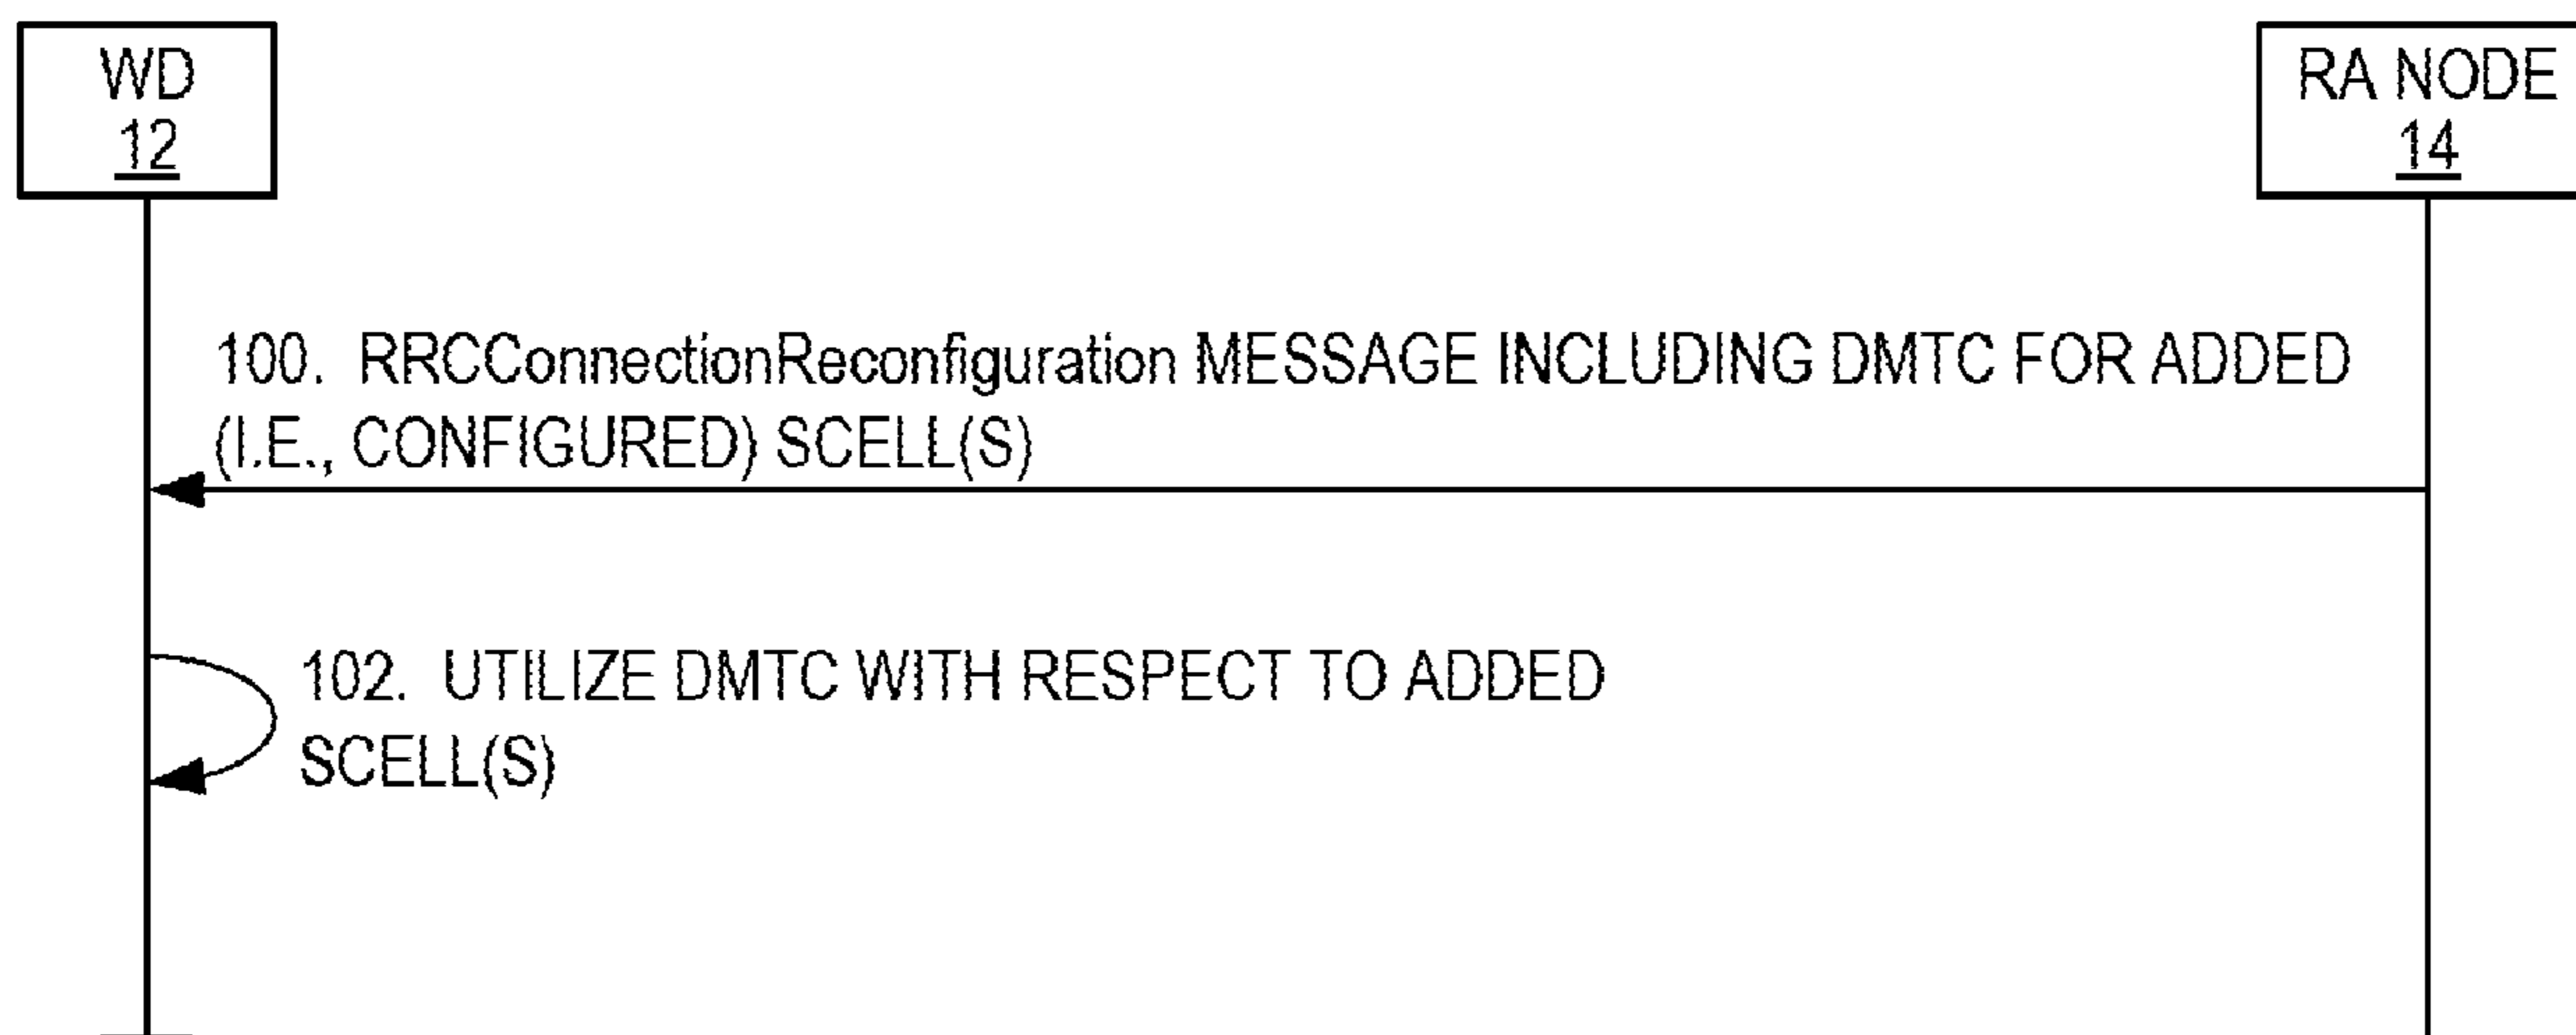 WD
12
RA NODE
14
100. RRCConnectionReconfiguration MESSAGE INCLUDING DMTC FOR ADDED
(I.E., CONFIGURED) SCELL(S)
102. UTILIZE DMTC WITH RESPECT TO ADDED
SCELL(S)